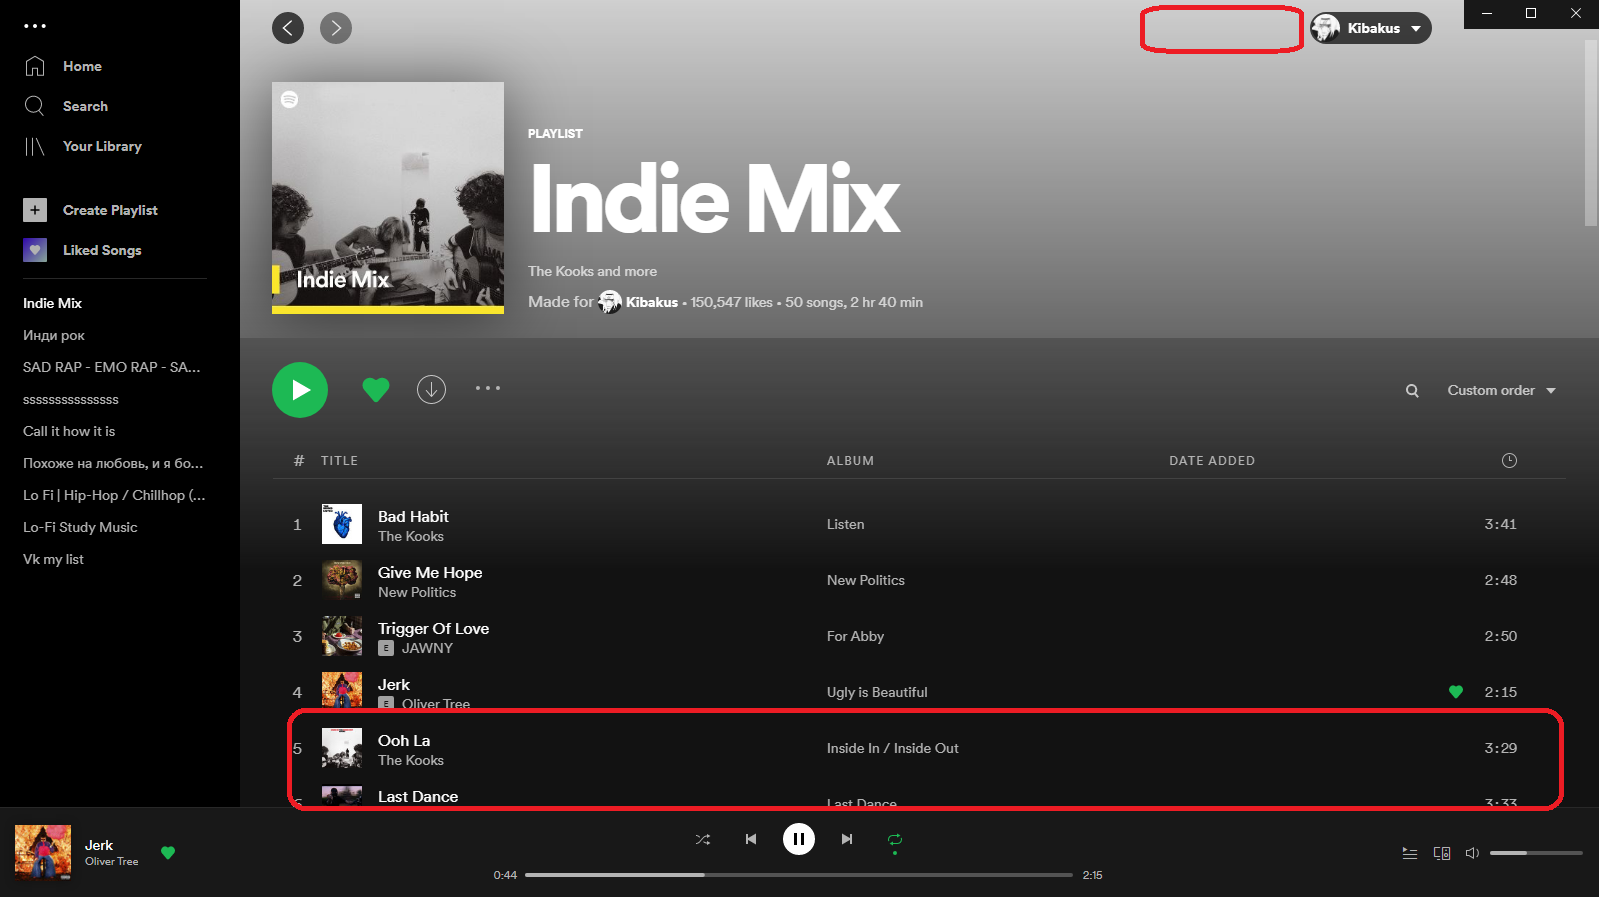 Home
Search
Your Library
Create Playlist
Liked Songs
Indie Mix
Инди рок
SAD RAP - EMO RAP - SA...
sssssssssssssss
Call it how it is
Похоже на любовь, и я бо...
Lo Fi | Hip-Hop / Chillhop (...
Lo-Fi Study Music
Vk my list
Kibakus
Indie Mix
PLAYLIST
Indie Mix
The Kooks and more
Made for Kibakus • 150,547 likes • 50 songs, 2 hr 40 min
Custom order
# TITLE ALBUM DATE ADDED
1 Bad Habit The Kooks Listen 3:41
2 Give Me Hope New Politics New Politics 2:48
3 Trigger Of Love E JAWNY For Abby 2:50
4 Jerk E Oliver Tree Ugly is Beautiful 2:15
5 Ooh La The Kooks Inside In / Inside Out 3:29
6 Last Dance Last Dance 3:33
Jerk
Oliver Tree
0:44 2:15